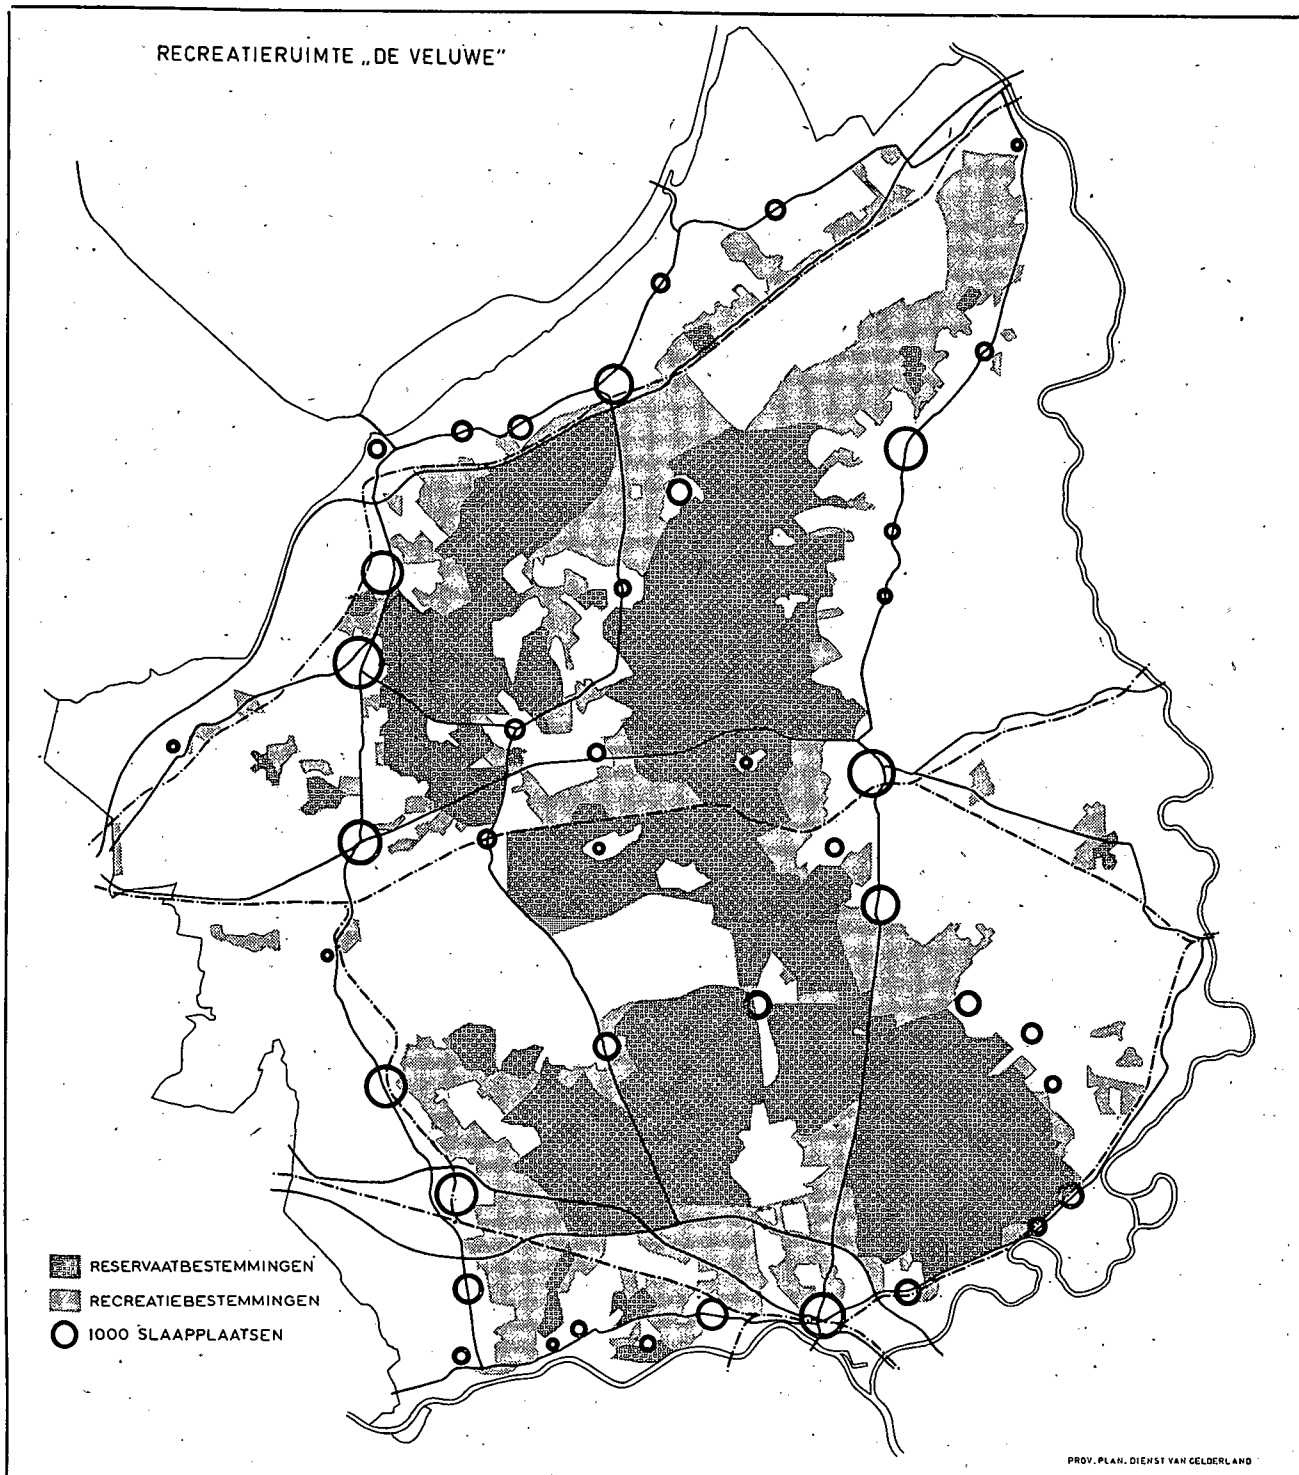 RECREATIERUIMTE „DE VELUWE"
RESERVAATBESTEMMINGEN
RECREATIEBESTEMMINGEN
1000 SLAAPPLAATSEN
PROV. PLAN. DIENST VAN GELDERLAND